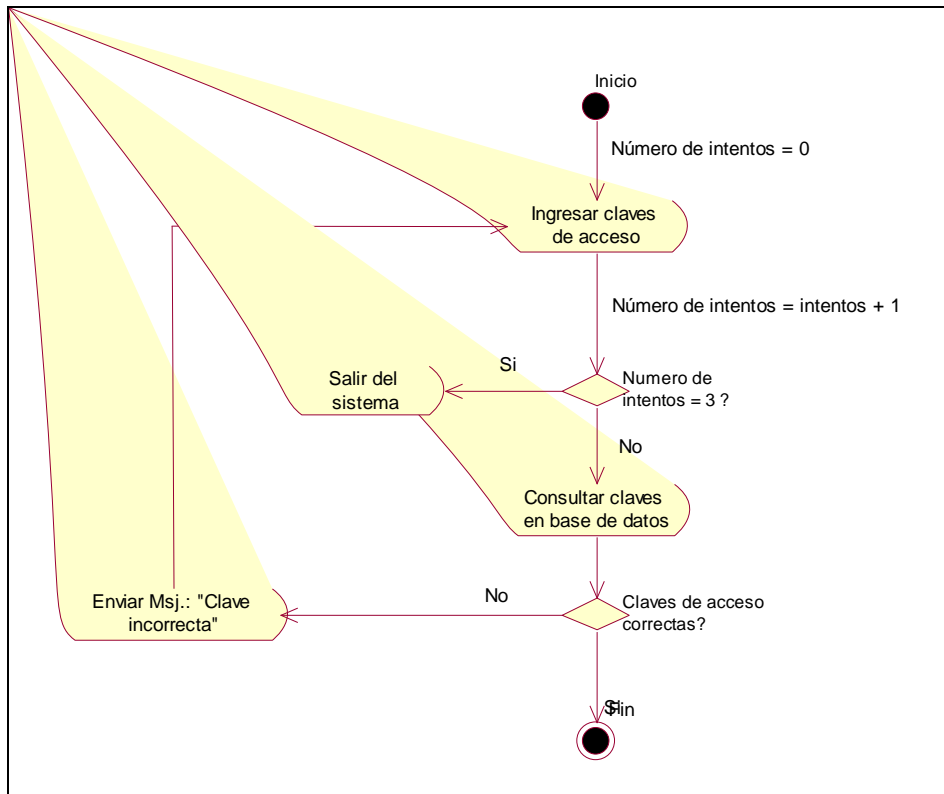 Inicio
Número de intentos = 0
Ingresar claves
de acceso
Número de intentos = intentos + 1
Si
Numero de
intentos = 3 ?
Salir del
sistema
No
Consultar claves
en base de datos
No
Claves de acceso
correctas?
Enviar Msj.: "Clave
incorrecta"
Si
Fin